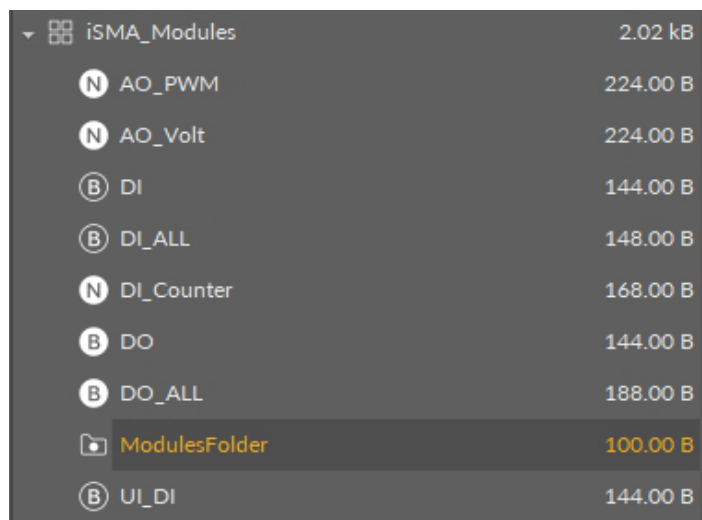 iSMA_Modules 2.02 kB
N AO_PWM 224.00 B
N AO_Volt 224.00 B
B DI 144.00 B
B DI_ALL 148.00 B
N DI_Counter 168.00 B
B DO 144.00 B
B DO_ALL 188.00 B
ModulesFolder 100.00 B
B UI_DI 144.00 B